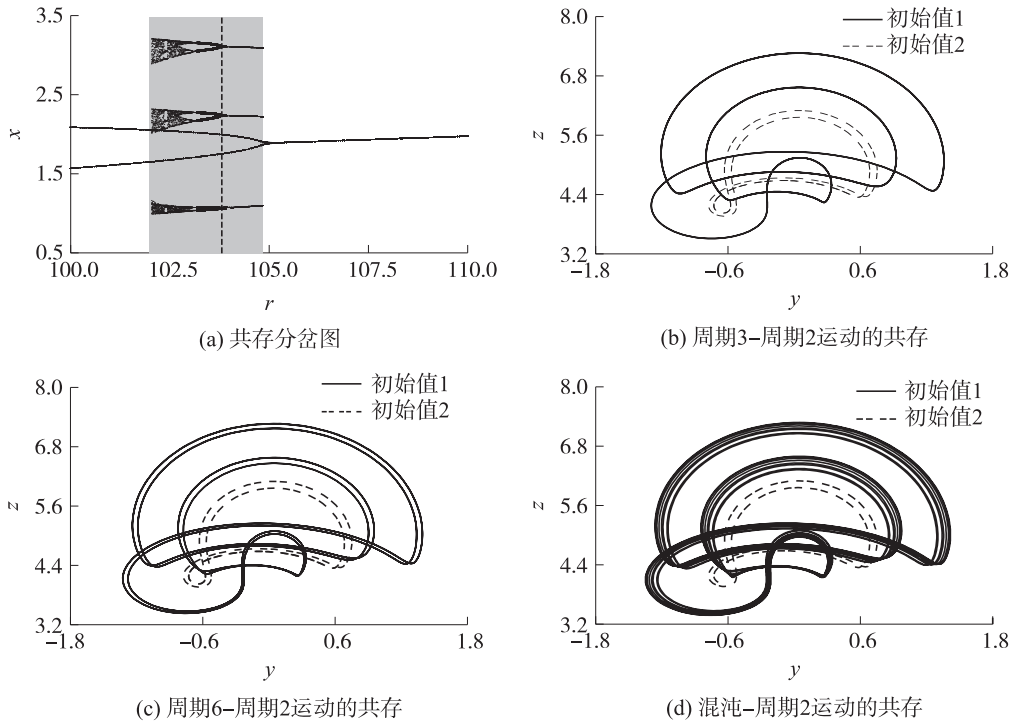 3.5
2.5
1.5
0.5
x
100.0 102.5 105.0 107.5 110.0
r
(a) 共存分岔图
初始值1
初始值2
8.0
6.8
5.6
4.4
3.2
z
−1.8 −0.6 0.6 1.8
y
(b) 周期3−周期2运动的共存
初始值1
初始值2
8.0
6.8
5.6
4.4
3.2
z
−1.8 −0.6 0.6 1.8
y
(c) 周期6−周期2运动的共存
初始值1
初始值2
8.0
6.8
5.6
4.4
3.2
z
−1.8 −0.6 0.6 1.8
y
(d) 混沌−周期2运动的共存